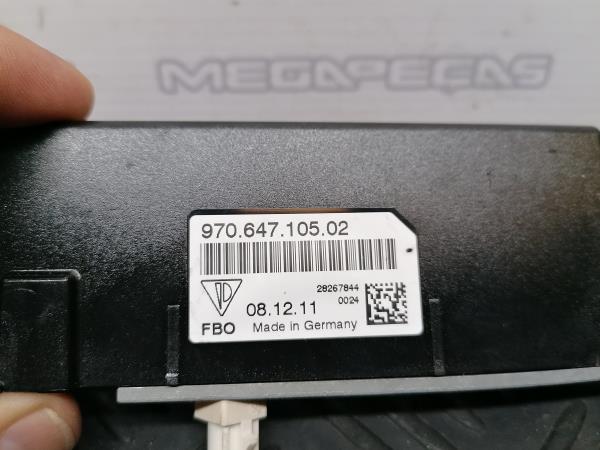 MEGAPEÇAS
970.647.105.02
28267844
0024
08.12.11
FBO Made in Germany